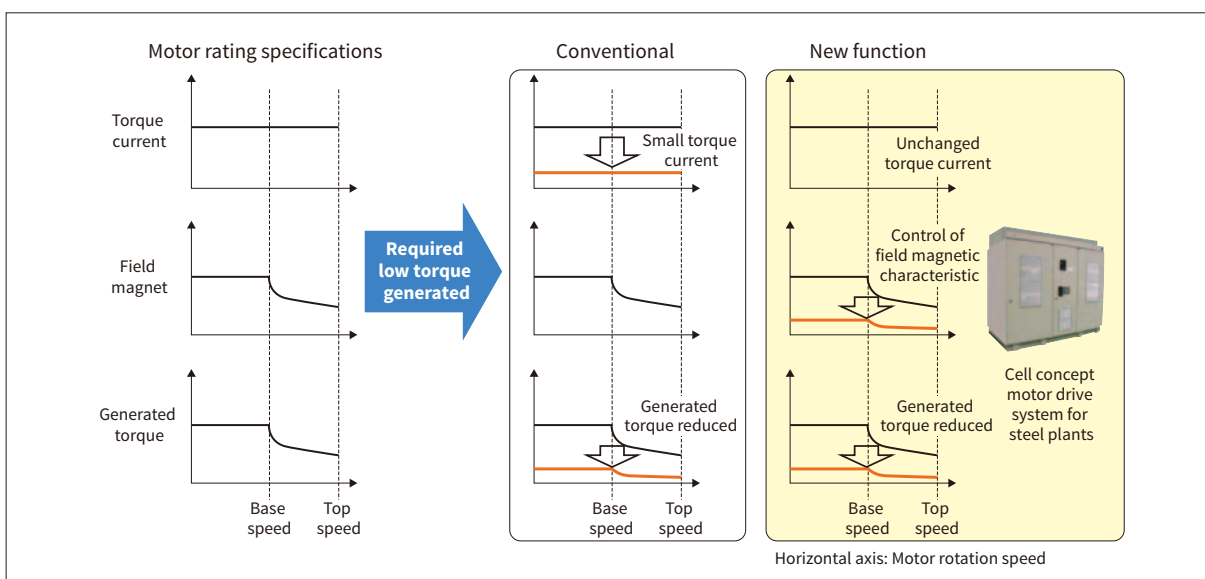 Motor rating specifications
Conventional
New function
Torque
current
Small torque
current
Unchanged
torque current
Required
low torque
generated
Field
magnet
Control of
field magnetic
characteristic
Cell concept
motor drive
system for
steel plants
Generated
torque
Generated
torque reduced
Generated
torque reduced
Base
speed
Top
speed
Base
speed
Top
speed
Base
speed
Top
speed
Horizontal axis: Motor rotation speed